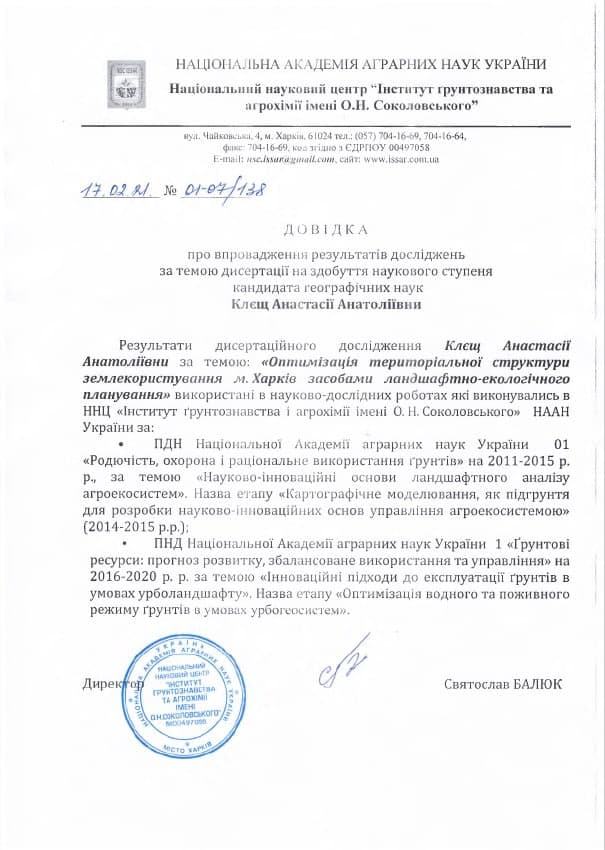 НАЦІОНАЛЬНА АКАДЕМІЯ АГРАРНИХ НАУК УКРАЇНИ
Національний науковий центр “Інститут ґрунтознавства та
агрохімії імені О.Н. Соколовського”
вул. Чайковська, 4, м. Харків, 61024 тел.: (057) 704-16-69, 704-16-64,
факс: 704-16-69, код згідно з ЄДРПОУ 00497058
E-mail: nsc.issar@gmail.com, сайт: www.issar.com.ua
17.02.21. № 01-07/138
ДОВІДКА
про впровадження результатів досліджень
за темою дисертації на здобуття наукового ступеня
кандидата географічних наук
Клєщ Анастасії Анатоліївни
Результати дисертаційного дослідження Клєщ Анастасії
Анатоліївни за темою: «Оптимізація територіальної структури
землекористування м. Харків засобами ландшафтно-екологічного
планування» використані в науково-дослідних роботах які виконувались в
ННЦ «Інститут ґрунтознавства і агрохімії імені О. Н. Соколовського» НААН
України за:
• ПДН Національної Академії аграрних наук України 01
«Родючість, охорона і раціональне використання ґрунтів» на 2011-2015 р.
р., за темою «Науково-інноваційні основи ландшафтного аналізу
агроекосистем». Назва етапу «Картографічне моделювання, як підгрунтя
для розробки науково-інноваційних основ управління агроекосистемою»
(2014-2015 р.р.);
• ПНД Національної Академії аграрних наук України 1 «Ґрунтові
ресурси: прогноз розвитку, збалансоване використання та управління» на
2016-2020 р. р. за темою «Інноваційні підходи до експлуатації ґрунтів в
умовах урболандшафту». Назва етапу «Оптимізація водного та поживного
режиму ґрунтів в умовах урбогеосистем».
Директор Святослав БАЛЮК
УКРАЇНА
НАЦІОНАЛЬНА АКАДЕМІЯ АГРАРНИХ НАУК УКРАЇНИ
НАЦІОНАЛЬНИЙ
НАУКОВИЙ ЦЕНТР
"ІНСТИТУТ
ҐРУНТОЗНАВСТВА
ТА АГРОХІМІЇ
ІМЕНІ
О.Н.СОКОЛОВСЬКОГО"
МІСТО ХАРКІВ